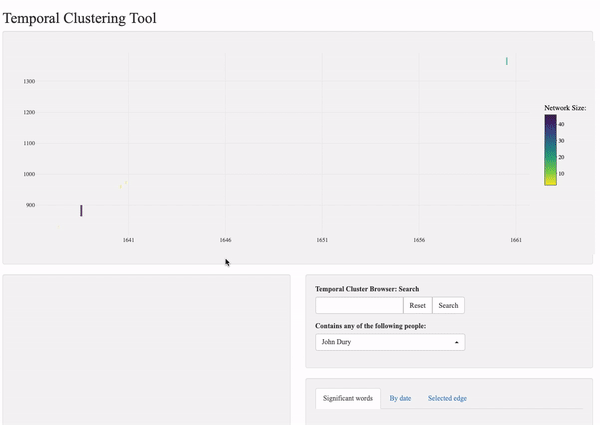 Temporal Clustering Tool
1300
1200
1100
1000
900
1641 1646 1651 1656 1661
Network Size:
40
30
20
10
Temporal Cluster Browser: Search
Reset Search
Contains any of the following people:
John Dury
Significant words By date Selected edge